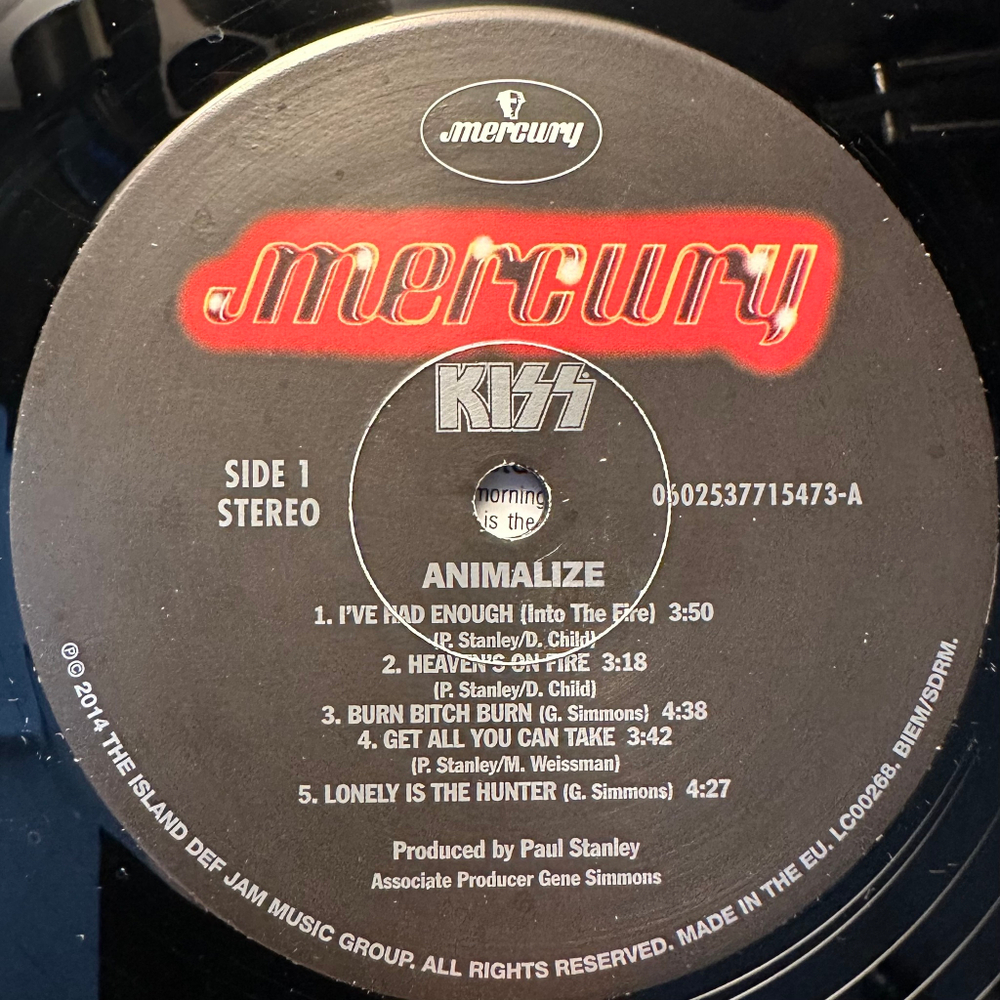 mercury
mercury
KISS
SIDE 1
STEREO
0602537715473-A
morning
is the
ANIMALIZE
1. I'VE HAD ENOUGH (Into The Fire) 3:50
(P. Stanley/D. Child)
2. HEAVEN'S ON FIRE 3:18
(P. Stanley/D. Child)
3. BURN BITCH BURN (G. Simmons) 4:38
4. GET ALL YOU CAN TAKE 3:42
(P. Stanley/M. Weissman)
5. LONELY IS THE HUNTER (G. Simmons) 4:27
Produced by Paul Stanley
Associate Producer Gene Simmons
℗© 2014 THE ISLAND DEF JAM MUSIC GROUP. ALL RIGHTS RESERVED. MADE IN THE EU. LC00268. BIEM/SDRM.